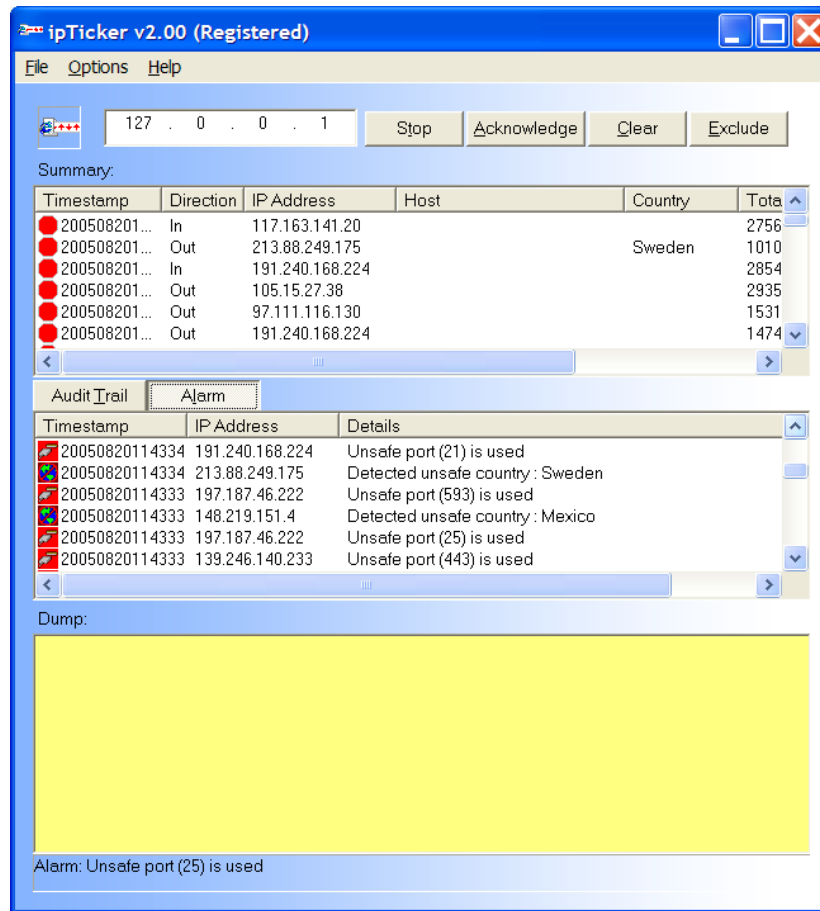 ipTicker v2.00 (Registered)
File Options Help
127 . 0 . 0 . 1 Stop Acknowledge Clear Exclude
Summary:
Timestamp Direction IP Address Host Country Tota
200508201... In 117.163.141.20 2756
200508201... Out 213.88.249.175 Sweden 1010
200508201... In 191.240.168.224 2854
200508201... Out 105.15.27.38 2935
200508201... Out 97.111.116.130 1531
200508201... Out 191.240.168.224 1474
Audit Trail Alarm
Timestamp IP Address Details
20050820114334 191.240.168.224 Unsafe port (21) is used
20050820114334 213.88.249.175 Detected unsafe country : Sweden
20050820114333 197.187.46.222 Unsafe port (593) is used
20050820114333 148.219.151.4 Detected unsafe country : Mexico
20050820114333 197.187.46.222 Unsafe port (25) is used
20050820114333 139.246.140.233 Unsafe port (443) is used
Dump:
Alarm: Unsafe port (25) is used